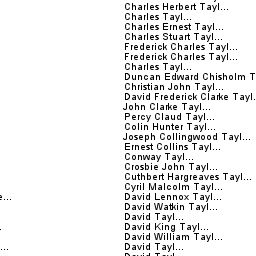 Charles Herbert Tayl...
Charles Tayl...
Charles Ernest Tayl...
Charles Stuart Tayl...
Frederick Charles Tayl...
Frederick Charles Tayl...
Charles Tayl...
Duncan Edward Chisholm T
Christian John Tayl...
David Frederick Clarke Tayl.
John Clarke Tayl...
Percy Claud Tayl...
Colin Hunter Tayl...
Joseph Collingwood Tayl...
Ernest Collins Tayl...
Conway Tayl...
Crosbie John Tayl...
Cuthbert Hargreaves Tayl...
Cyril Malcolm Tayl...
e... David Lennox Tayl...
David Watkin Tayl...
David Tayl...
. David King Tayl...
David William Tayl...
... David Tayl...